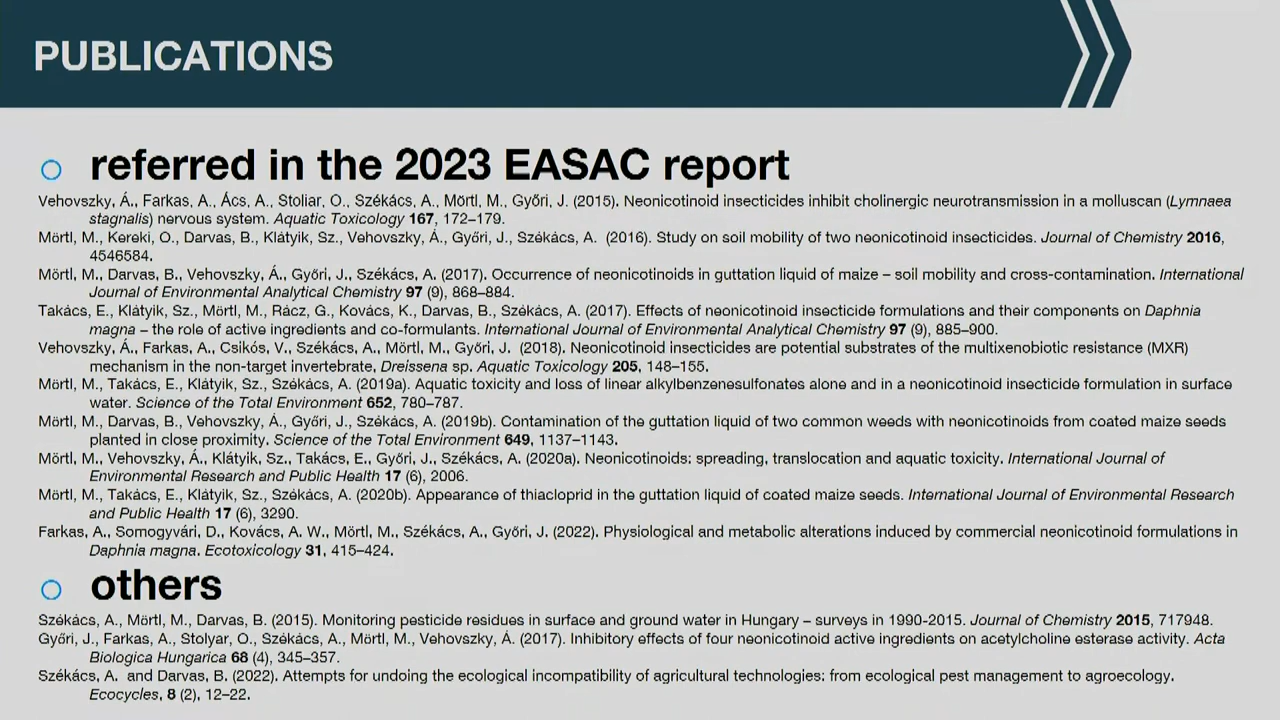 PUBLICATIONS
referred in the 2023 EASAC report
Vehovszky, Á., Farkas, A., Ács, A., Stoliar, O., Székács, A., Mörtl, M., Győri, J. (2015). Neonicotinoid insecticides inhibit cholinergic neurotransmission in a molluscan (Lymnaea
stagnalis) nervous system. Aquatic Toxicology 167, 172–179.
Mörtl, M., Kereki, O., Darvas, B., Klátyik, Sz., Vehovszky, Á., Győri, J., Székács, A. (2016). Study on soil mobility of two neonicotinoid insecticides. Journal of Chemistry 2016,
4546584.
Mörtl, M., Darvas, B., Vehovszky, Á., Győri, J., Székács, A. (2017). Occurrence of neonicotinoids in guttation liquid of maize – soil mobility and cross-contamination. International
Journal of Environmental Analytical Chemistry 97 (9), 868–884.
Takács, E., Klátyik, Sz., Mörtl, M., Rácz, G., Kovács, K., Darvas, B., Székács, A. (2017). Effects of neonicotinoid insecticide formulations and their components on Daphnia
magna – the role of active ingredients and co-formulants. International Journal of Environmental Analytical Chemistry 97 (9), 885–900.
Vehovszky, Á., Farkas, A., Csikós, V., Székács, A., Mörtl, M., Győri, J. (2018). Neonicotinoid insecticides are potential substrates of the multixenobiotic resistance (MXR)
mechanism in the non-target invertebrate, Dreissena sp. Aquatic Toxicology 205, 148–155.
Mörtl, M., Takács, E., Klátyik, Sz., Székács, A. (2019a). Aquatic toxicity and loss of linear alkylbenzenesulfonates alone and in a neonicotinoid insecticide formulation in surface
water. Science of the Total Environment 652, 780–787.
Mörtl, M., Darvas, B., Vehovszky, Á., Győri, J., Székács, A. (2019b). Contamination of the guttation liquid of two common weeds with neonicotinoids from coated maize seeds
planted in close proximity. Science of the Total Environment 649, 1137–1143.
Mörtl, M., Vehovszky, Á., Klátyik, Sz., Takács, E., Győri, J., Székács, A. (2020a). Neonicotinoids: spreading, translocation and aquatic toxicity. International Journal of
Environmental Research and Public Health 17 (6), 2006.
Mörtl, M., Takács, E., Klátyik, Sz., Székács, A. (2020b). Appearance of thiacloprid in the guttation liquid of coated maize seeds. International Journal of Environmental Research
and Public Health 17 (6), 3290.
Farkas, A., Somogyvári, D., Kovács, A. W., Mörtl, M., Székács, A., Győri, J. (2022). Physiological and metabolic alterations induced by commercial neonicotinoid formulations in
Daphnia magna. Ecotoxicology 31, 415–424.
others
Székács, A., Mörtl, M., Darvas, B. (2015). Monitoring pesticide residues in surface and ground water in Hungary – surveys in 1990-2015. Journal of Chemistry 2015, 717948.
Győri, J., Farkas, A., Stolyar, O., Székács, A., Mörtl, M., Vehovszky, Á. (2017). Inhibitory effects of four neonicotinoid active ingredients on acetylcholine esterase activity. Acta
Biologica Hungarica 68 (4), 345–357.
Székács, A. and Darvas, B. (2022). Attempts for undoing the ecological incompatibility of agricultural technologies: from ecological pest management to agroecology.
Ecocycles, 8 (2), 12–22.